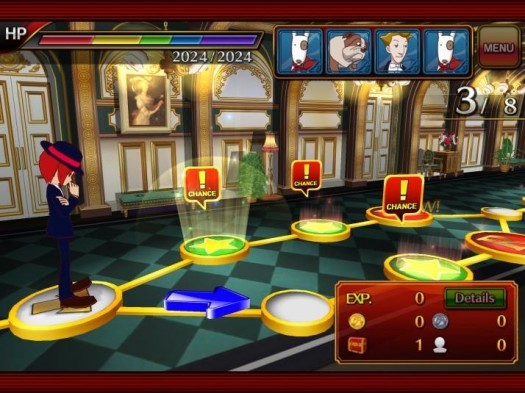 HP
2024/2024
MENU
3/8
!
CHANCE
!
CHANCE
!
CHANCE
EXP. 0 Details
0 0
1 0